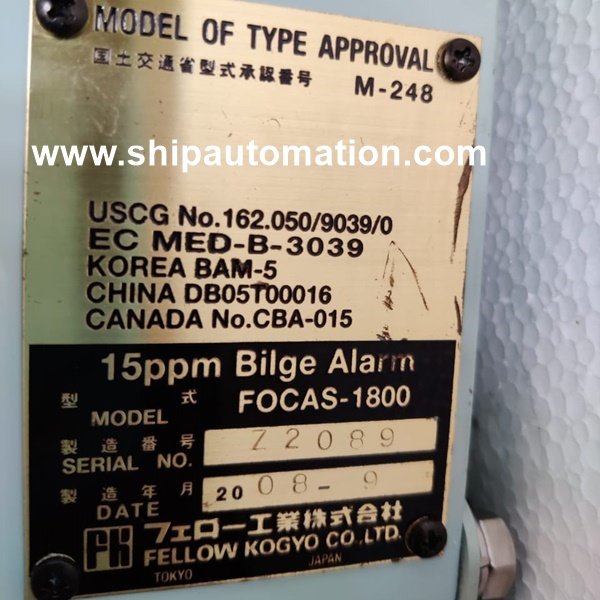 MODEL OF TYPE APPROVAL
国土交通省型式承認番号 M-248
www.shipautomation.com
USCG No.162.050/9039/0
EC MED-B-3039
KOREA BAM-5
CHINA DB05T00016
CANADA No.CBA-015
15ppm Bilge Alarm
型式
MODEL FOCAS-1800
製造番号
SERIAL NO. Z2089
製造年月
DATE 2008-9
FK フェロー工業株式会社
FELLOW KOGYO CO.,LTD.
TOKYO JAPAN